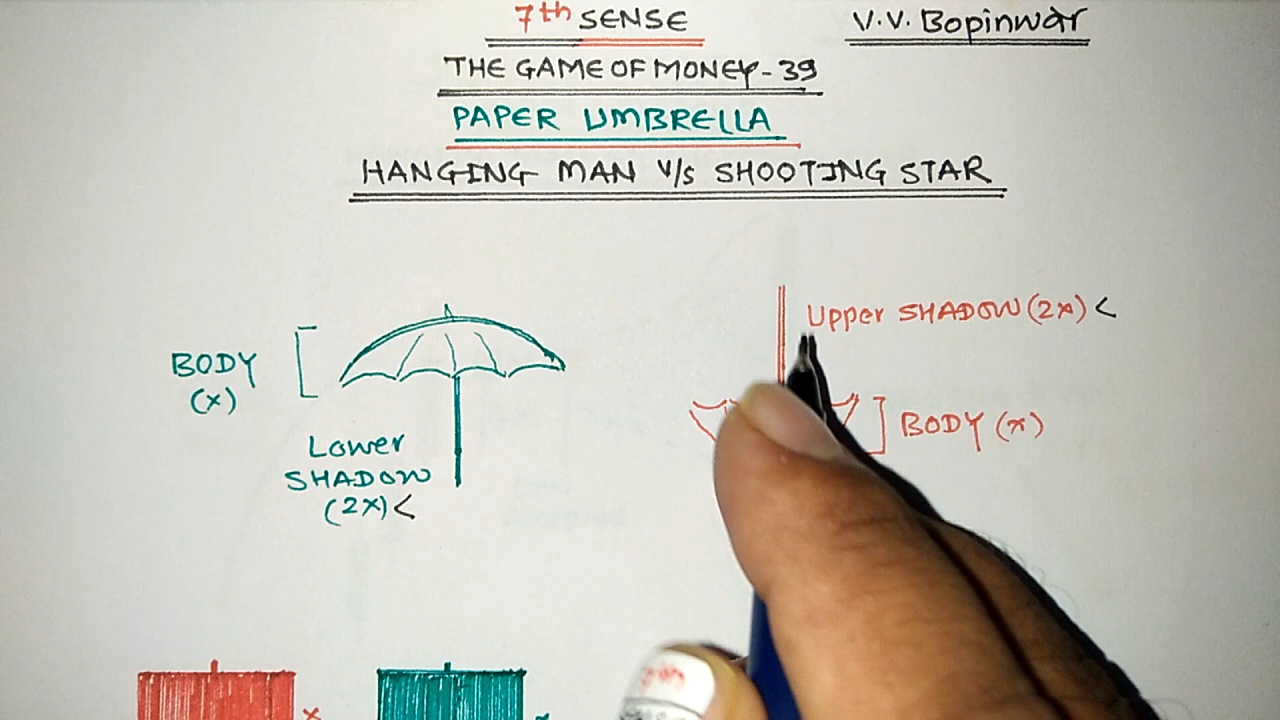 7th SENSE
V.V. Bopinwar
THE GAME OF MONEY-39
PAPER UMBRELLA
HANGING MAN V/S SHOOTING STAR
BODY
(x)
Lower
SHADOW
(2x)<
Upper SHADOW (2x) <
BODY (x)
x